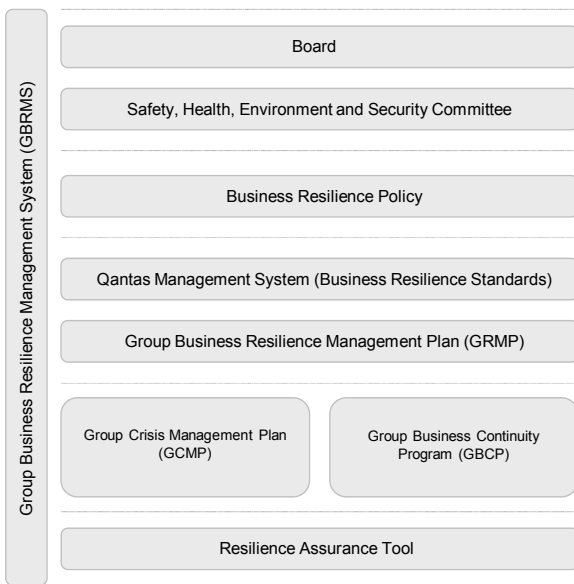 Group Business Resilience Management System (GBRMS)
Board
Safety, Health, Environment and Security Committee
Business Resilience Policy
Qantas Management System (Business Resilience Standards)
Group Business Resilience Management Plan (GRMP)
Group Crisis Management Plan
(GCMP)
Group Business Continuity
Program (GBCP)
Resilience Assurance Tool